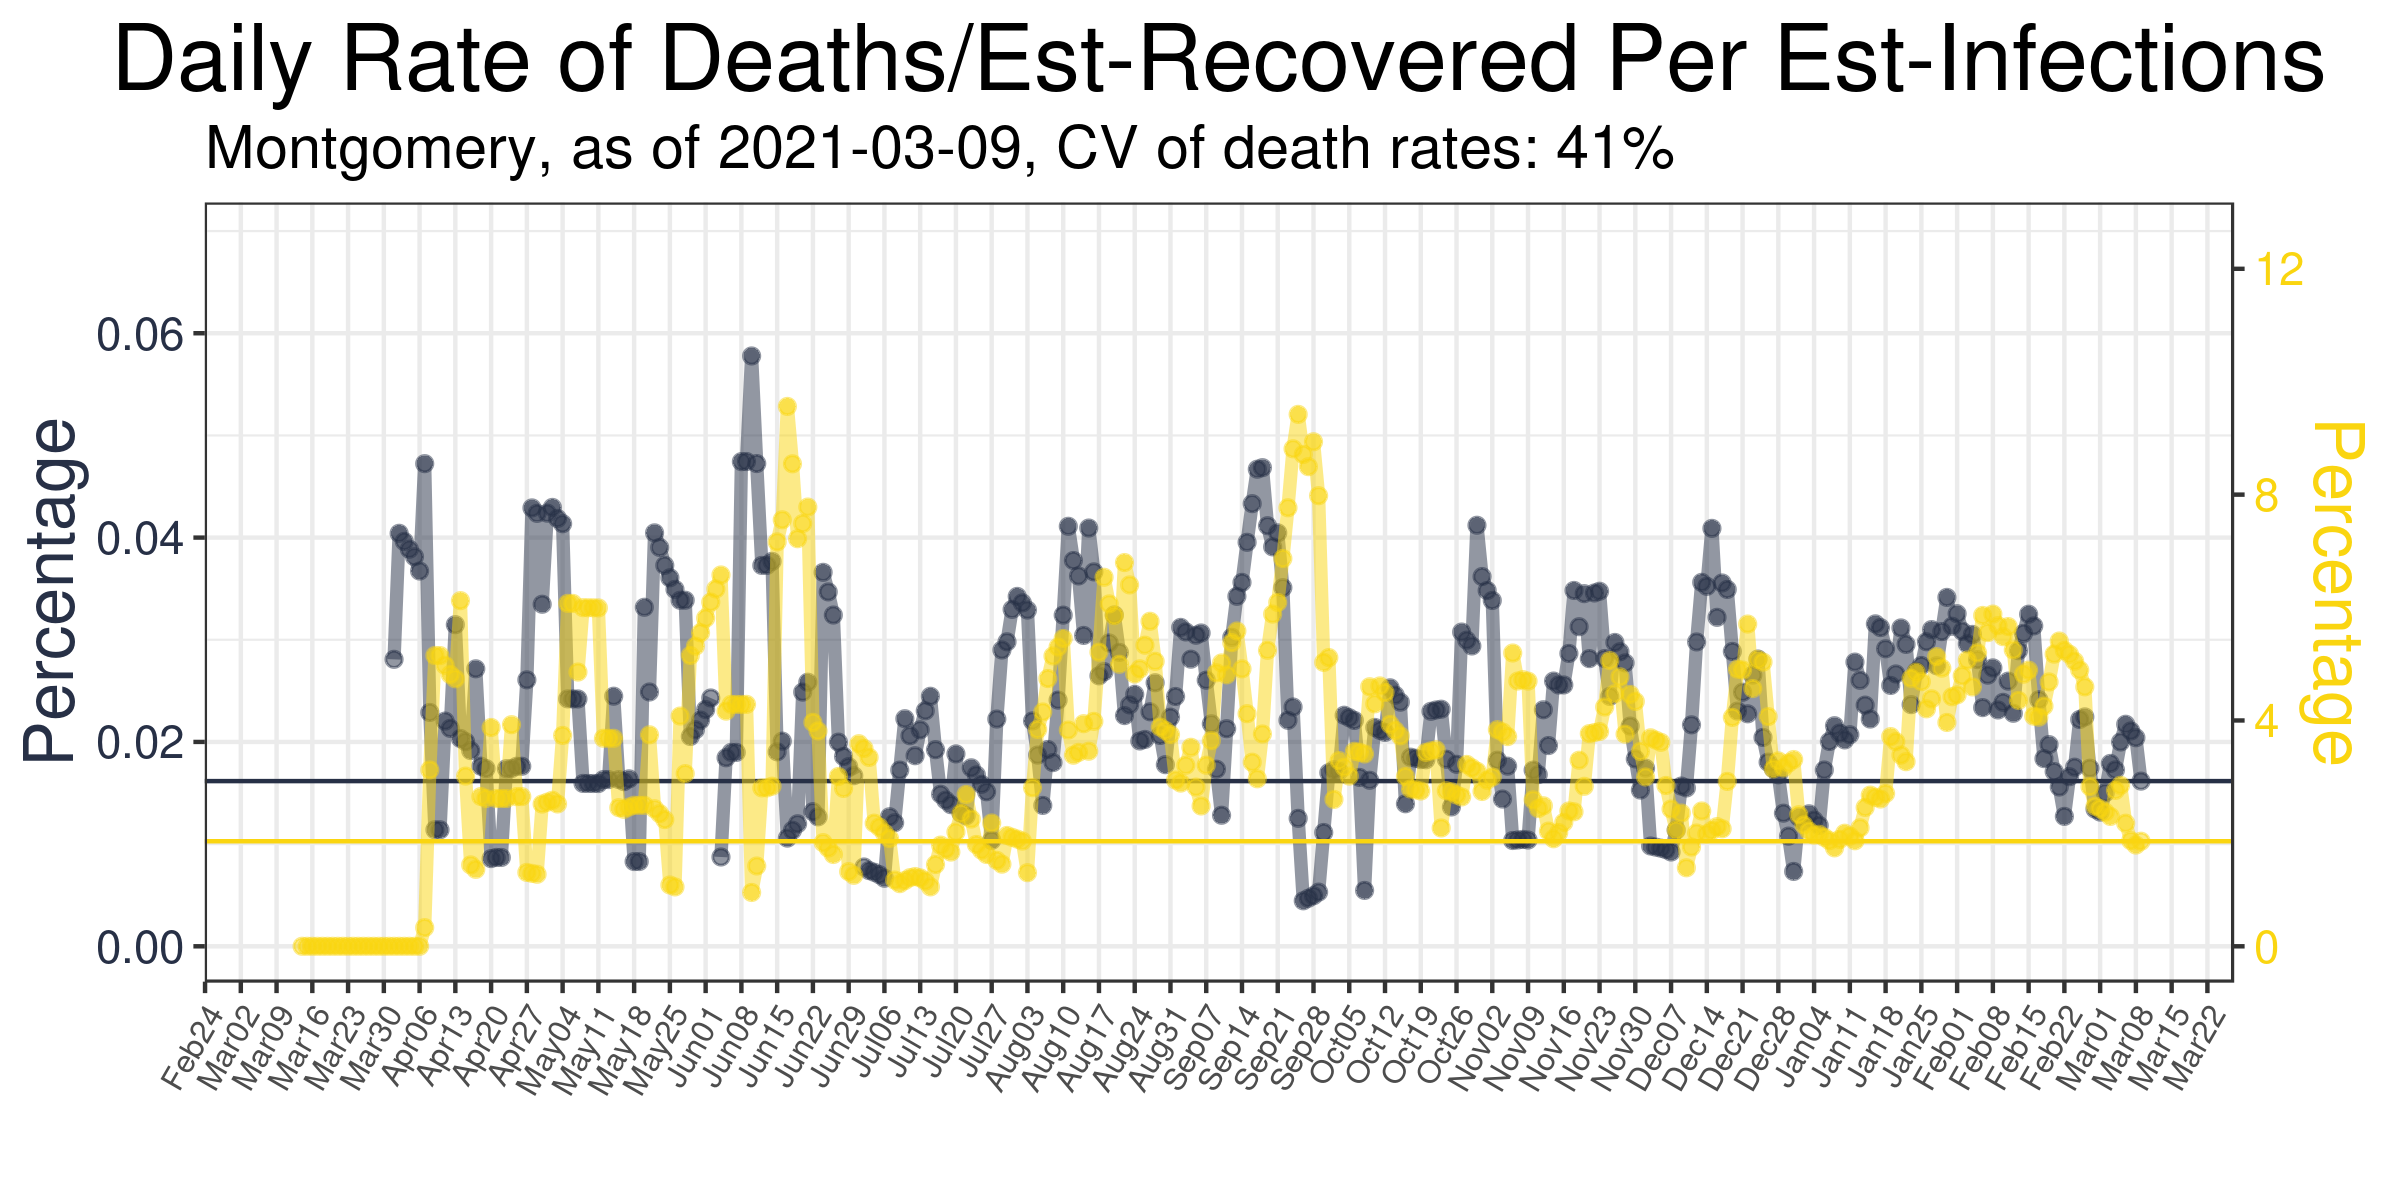 Daily Rate of Deaths/Est-Recovered Per Est-Infections
Montgomery, as of 2021-03-09, CV of death rates: 41%
Percentage
0.06
0.04
0.02
0.00
12
8
4
0
Percentage
Feb24
Mar02
Mar09
Mar16
Mar23
Mar30
Apr06
Apr13
Apr20
Apr27
May04
May11
May18
May25
Jun01
Jun08
Jun15
Jun22
Jun29
Jul06
Jul13
Jul20
Jul27
Aug03
Aug10
Aug17
Aug24
Aug31
Sep07
Sep14
Sep21
Sep28
Oct05
Oct12
Oct19
Oct26
Nov02
Nov09
Nov16
Nov23
Nov30
Dec07
Dec14
Dec21
Dec28
Jan04
Jan11
Jan18
Jan25
Feb01
Feb08
Feb15
Feb22
Mar01
Mar08
Mar15
Mar22